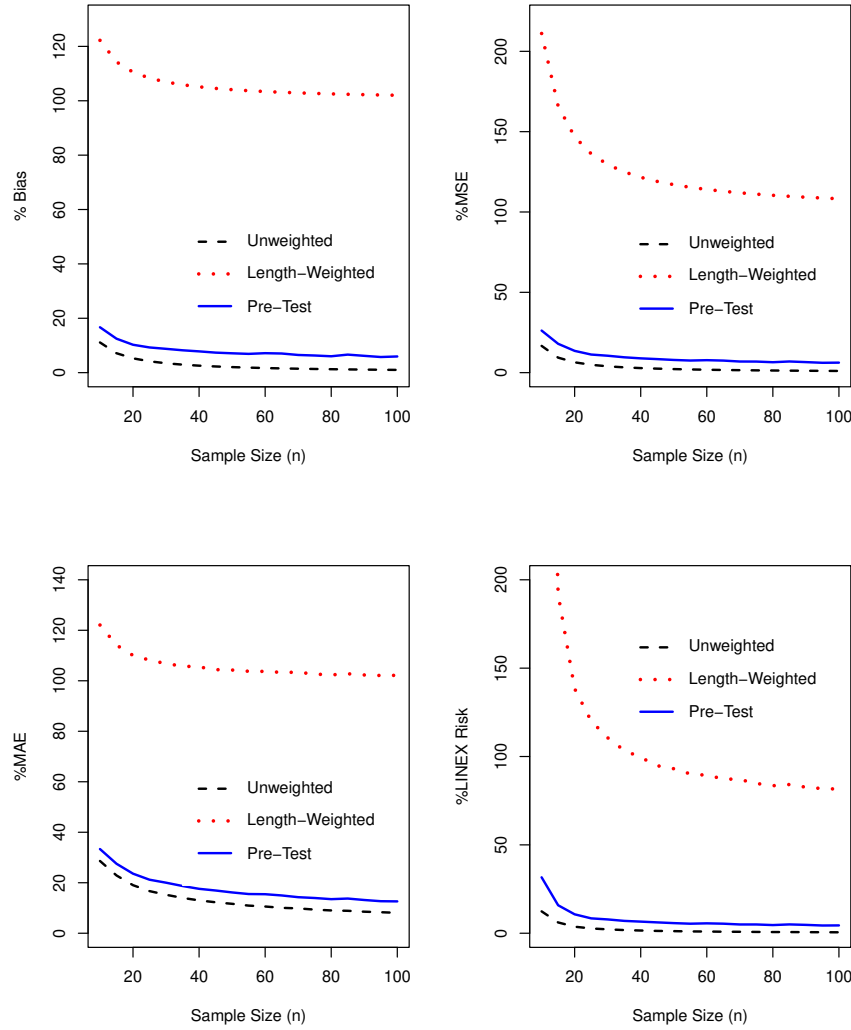 % Bias
0 20 40 60 80 100 120
Unweighted
Length−Weighted
Pre−Test
20 40 60 80 100
Sample Size (n)
%MSE
0 50 100 150 200
Unweighted
Length−Weighted
Pre−Test
20 40 60 80 100
Sample Size (n)
%MAE
0 20 40 60 80 100 120 140
Unweighted
Length−Weighted
Pre−Test
20 40 60 80 100
Sample Size (n)
%LINEX Risk
0 50 100 150 200
Unweighted
Length−Weighted
Pre−Test
20 40 60 80 100
Sample Size (n)